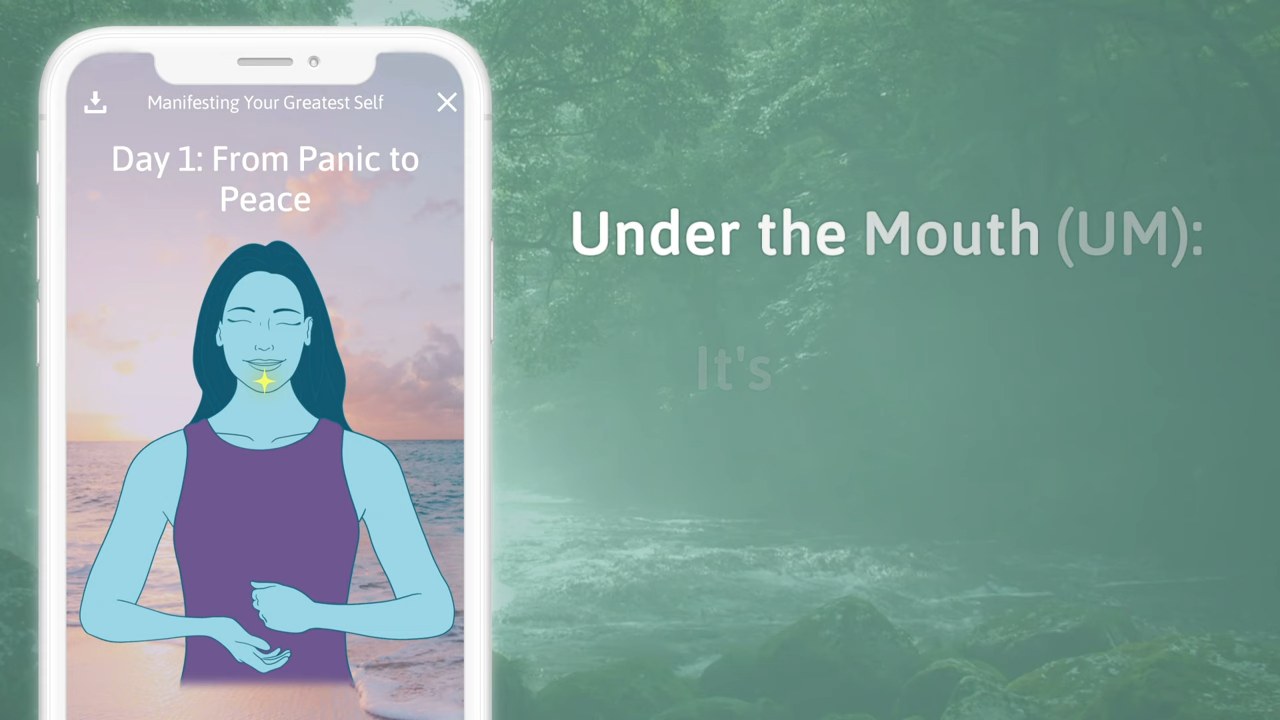 Manifesting Your Greatest Self
Day 1: From Panic to
Peace
Under the Mouth (UM):
It's